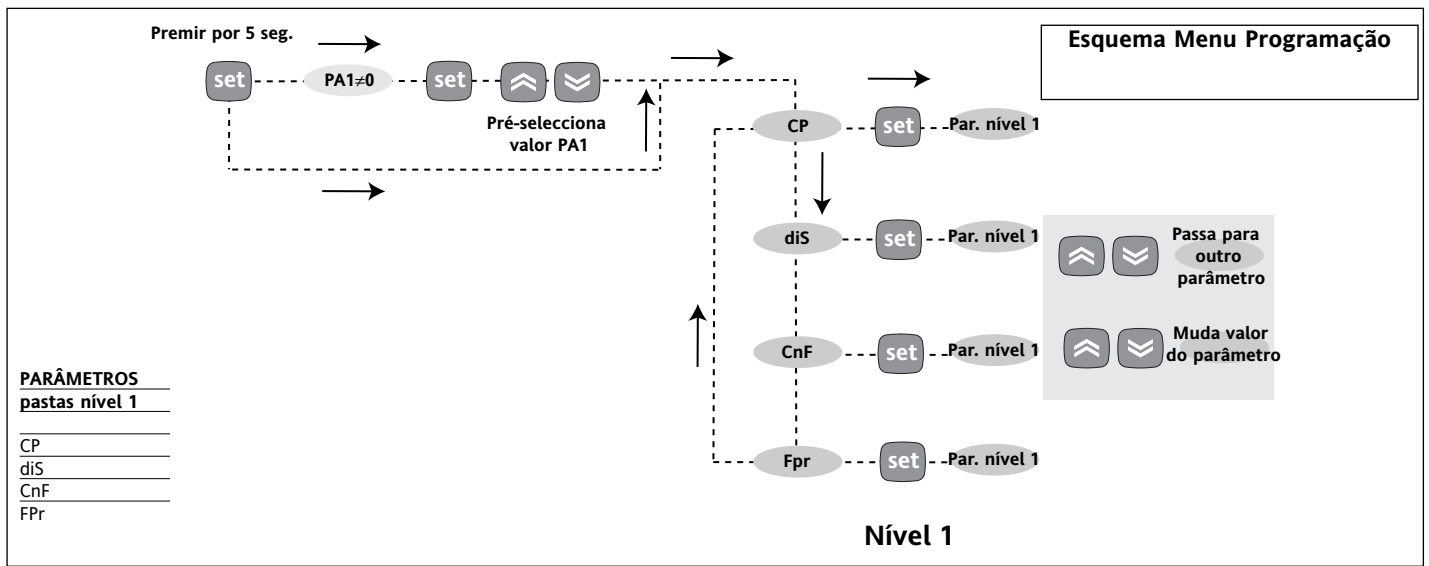 Premir por 5 seg.
Esquema Menu Programação
set
PA1≠0
set
Pré-selecciona
valor PA1
CP
set
Par. nível 1
diS
set
Par. nível 1
Passa para
outro
parâmetro
CnF
set
Par. nível 1
Muda valor
do parâmetro
Fpr
set
Par. nível 1
PARÂMETROS
pastas nível 1
CP
diS
CnF
FPr
Nível 1